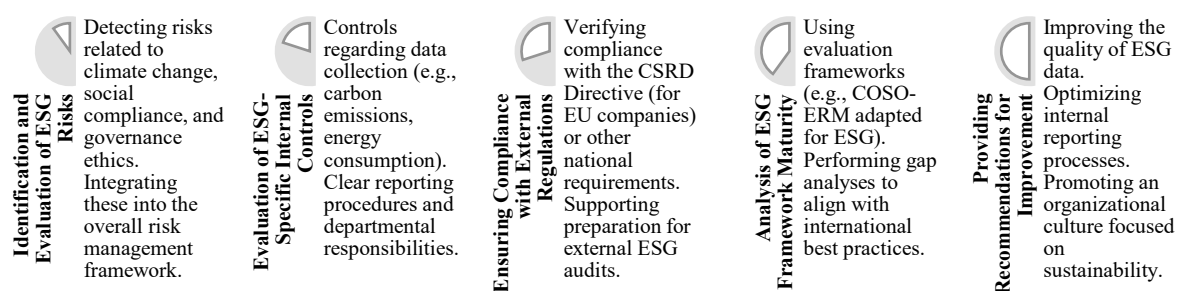 Identification and
Evaluation of ESG
Risks
Detecting risks
related to
climate change,
social
compliance, and
governance
ethics.
Integrating
these into the
overall risk
management
framework.
Evaluation of ESG-
Specific Internal
Controls
Controls
regarding data
collection (e.g.,
carbon
emissions,
energy
consumption).
Clear reporting
procedures and
departmental
responsibilities.
Ensuring Compliance
with External
Regulations
Verifying
compliance
with the CSRD
Directive (for
EU companies)
or other
national
requirements.
Supporting
preparation for
external ESG
audits.
Analysis of ESG
Framework Maturity
Using
evaluation
frameworks
(e.g., COSO-
ERM adapted
for ESG).
Performing gap
analyses to
align with
international
best practices.
Providing
Recommendations for
Improvement
Improving the
quality of ESG
data.
Optimizing
internal
reporting
processes.
Promoting an
organizational
culture focused
on
sustainability.